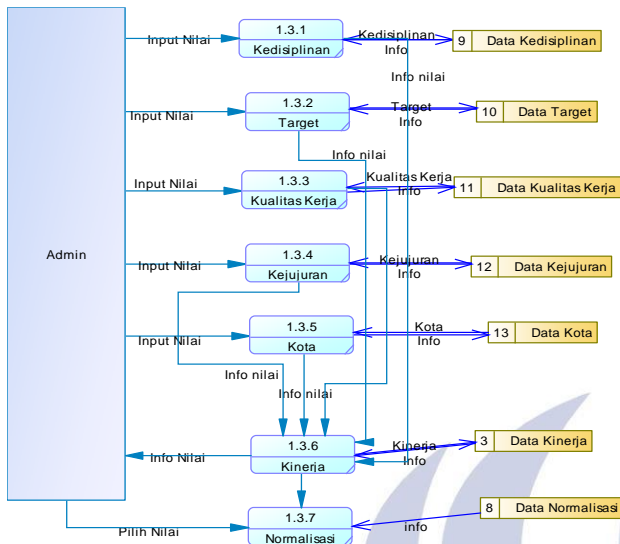 Admin
Input Nilai
1.3.1
Kedisiplinan
Kedisiplinan
Info
9 Data Kedisiplinan
Info nilai
Input Nilai
1.3.2
Target
Target
Info
10 Data Target
Info nilai
Input Nilai
1.3.3
Kualitas Kerja
Kualitas Kerja
Info
11 Data Kualitas Kerja
Input Nilai
1.3.4
Kejujuran
Kejujuran
Info
12 Data Kejujuran
Input Nilai
1.3.5
Kota
Kota
Info
13 Data Kota
Info nilai
Info nilai
Info Nilai
1.3.6
Kinerja
Kinerja
Info
3 Data Kinerja
Pilih Nilai
1.3.7
Normalisasi
info
8 Data Normalisasi